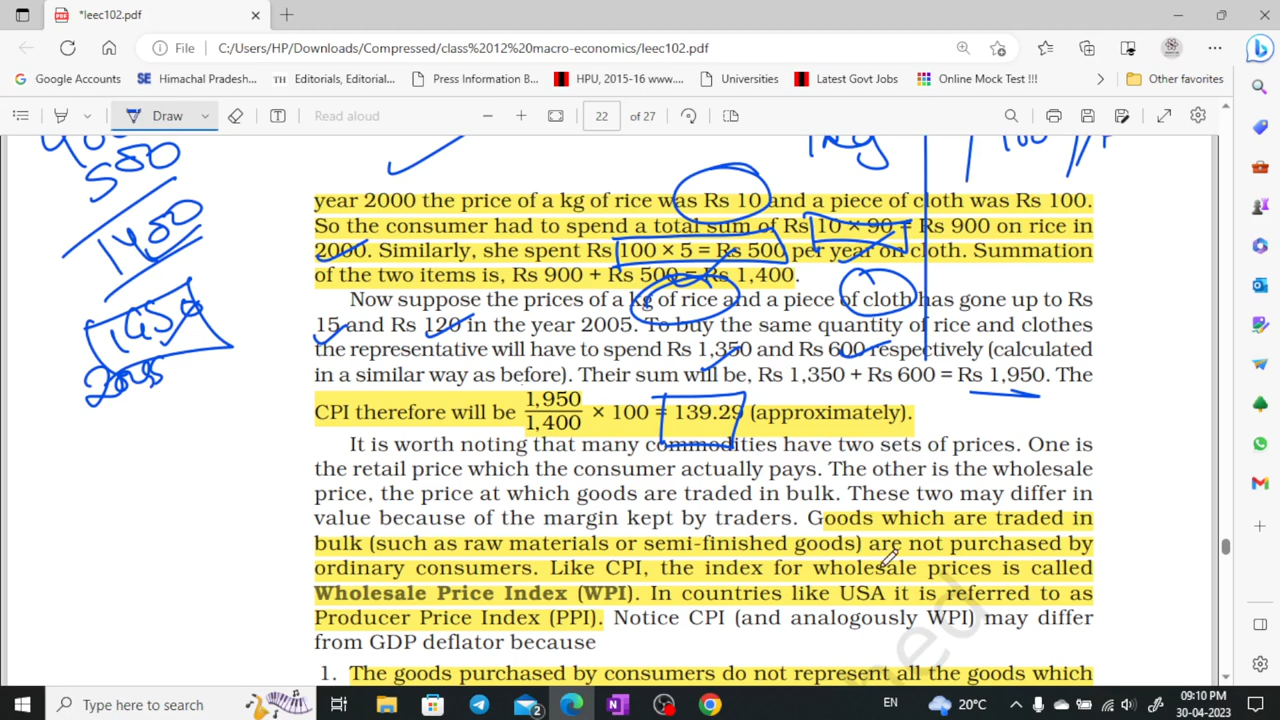 *leec102.pdf
File
C:/Users/HP/Downloads/Compressed/class%2012%20macro-economics/leec102.pdf
Google Accounts
SE Himachal Pradesh...
TH Editorials, Editorial...
Press Information B...
HPU, 2015-16 www....
Universities
Latest Govt Jobs
Online Mock Test !!!
Other favorites
Draw
Read aloud
22 of 27
500
1400
1950
2005
1kg
100
year 2000 the price of a kg of rice was Rs 10 and a piece of cloth was Rs 100.
So the consumer had to spend a total sum of Rs 10 × 90 = Rs 900 on rice in
2000. Similarly, she spent Rs 100 × 5 = Rs 500 per year on cloth. Summation
of the two items is, Rs 900 + Rs 500 = Rs 1,400.
Now suppose the prices of a kg of rice and a piece of cloth has gone up to Rs
15 and Rs 120 in the year 2005. To buy the same quantity of rice and clothes
the representative will have to spend Rs 1,350 and Rs 600 respectively (calculated
in a similar way as before). Their sum will be, Rs 1,350 + Rs 600 = Rs 1,950. The
CPI therefore will be 1,950/1,400 × 100 = 139.29 (approximately).
It is worth noting that many commodities have two sets of prices. One is
the retail price which the consumer actually pays. The other is the wholesale
price, the price at which goods are traded in bulk. These two may differ in
value because of the margin kept by traders. Goods which are traded in
bulk (such as raw materials or semi-finished goods) are not purchased by
ordinary consumers. Like CPI, the index for wholesale prices is called
Wholesale Price Index (WPI). In countries like USA it is referred to as
Producer Price Index (PPI). Notice CPI (and analogously WPI) may differ
from GDP deflator because
1. The goods purchased by consumers do not represent all the goods which
Type here to search
2
20°C
EN
09:10 PM
30-04-2023